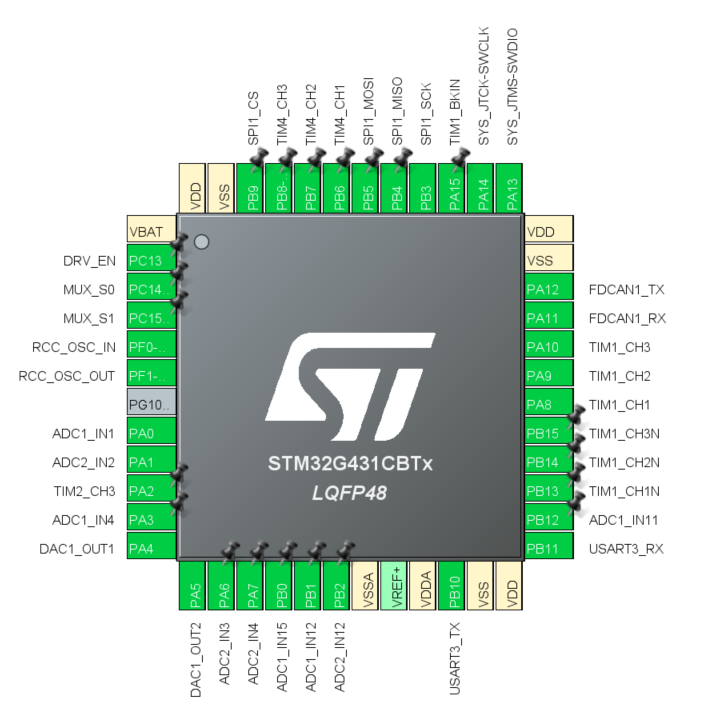 SPI1_CS
TIM4_CH3
TIM4_CH2
TIM4_CH1
SPI1_MOSI
SPI1_MISO
SPI1_SCK
TIM1_BKIN
SYS_JTCK-SWCLK
SYS_JTMS-SWDIO
VDD
VSS
PB9
PB8-..
PB7
PB6
PB5
PB4
PB3
PA15
PA14
PA13
VBAT
DRV_EN PC13
MUX_S0 PC14..
MUX_S1 PC15..
RCC_OSC_IN PF0-..
RCC_OSC_OUT PF1-..
PG10..
ADC1_IN1 PA0
ADC2_IN2 PA1
TIM2_CH3 PA2
ADC1_IN4 PA3
DAC1_OUT1 PA4
ST
STM32G431CBTx
LQFP48
VDD
VSS
PA12 FDCAN1_TX
PA11 FDCAN1_RX
PA10 TIM1_CH3
PA9 TIM1_CH2
PA8 TIM1_CH1
PB15 TIM1_CH3N
PB14 TIM1_CH2N
PB13 TIM1_CH1N
PB12 ADC1_IN11
PB11 USART3_RX
PA5
PA6
PA7
PB0
PB1
PB2
VSSA
VREF+
VDDA
PB10
VSS
VDD
DAC1_OUT2
ADC2_IN3
ADC2_IN4
ADC1_IN15
ADC1_IN12
ADC2_IN12
USART3_TX